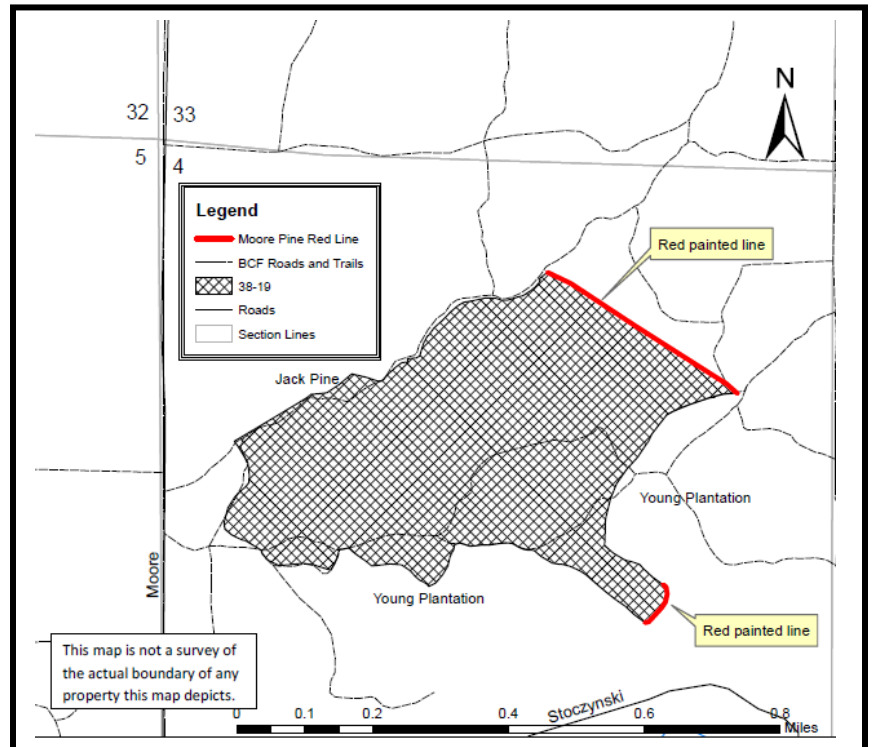 N
32 33
5 4
Legend
Moore Pine Red Line
BCF Roads and Trails
38-19
Roads
Section Lines
Red painted line
Jack Pine
Young Plantation
Moore
Young Plantation
Red painted line
This map is not a survey of
the actual boundary of any
property this map depicts.
Stoczynski
0 0.1 0.2 0.4 0.6 0.8
Miles